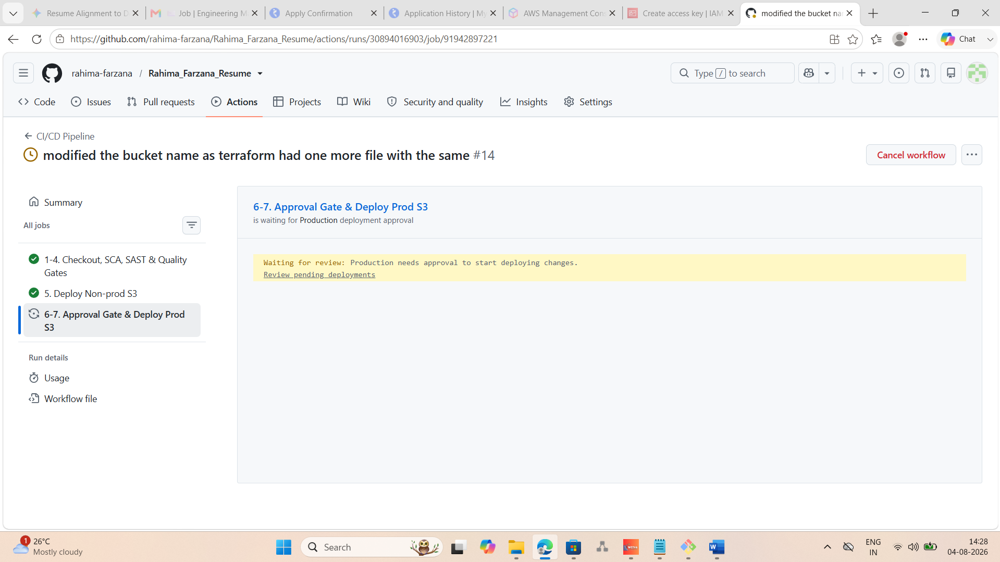 Resume Alignment to D
Job | Engineering M
Apply Confirmation
Application History | My
AWS Management Cons
Create access key | IAM
modified the bucket nar
https://github.com/rahima-farzana/Rahima_Farzana_Resume/actions/runs/30894016903/job/91942897221
Chat
rahima-farzana / Rahima_Farzana_Resume
Type / to search
Code
Issues
Pull requests
Actions
Projects
Wiki
Security and quality
Insights
Settings
CI/CD Pipeline
modified the bucket name as terraform had one more file with the same #14
Cancel workflow
Summary
All jobs
1-4. Checkout, SCA, SAST & Quality
Gates
5. Deploy Non-prod S3
6-7. Approval Gate & Deploy Prod
S3
Run details
Usage
Workflow file
6-7. Approval Gate & Deploy Prod S3
is waiting for Production deployment approval
Waiting for review: Production needs approval to start deploying changes.
Review pending deployments
1
26°C
Mostly cloudy
Search
WEIVA
ENG
IN
14:28
04-08-2026